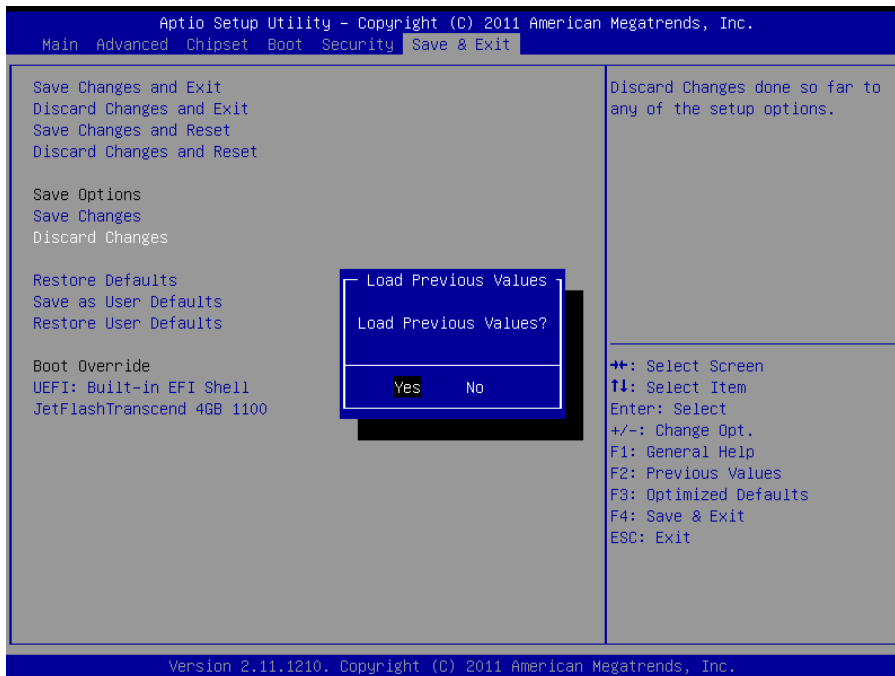 Aptio Setup Utility – Copyright (C) 2011 American Megatrends, Inc.
Main Advanced Chipset Boot Security Save & Exit
Save Changes and Exit
Discard Changes and Exit
Save Changes and Reset
Discard Changes and Reset
Save Options
Save Changes
Discard Changes
Restore Defaults
Save as User Defaults
Restore User Defaults
Boot Override
UEFI: Built-in EFI Shell
JetFlashTranscend 4GB 1100
Load Previous Values
Load Previous Values?
Yes No
Discard Changes done so far to
any of the setup options.
→←: Select Screen
↑↓: Select Item
Enter: Select
+/-: Change Opt.
F1: General Help
F2: Previous Values
F3: Optimized Defaults
F4: Save & Exit
ESC: Exit
Version 2.11.1210. Copyright (C) 2011 American Megatrends, Inc.